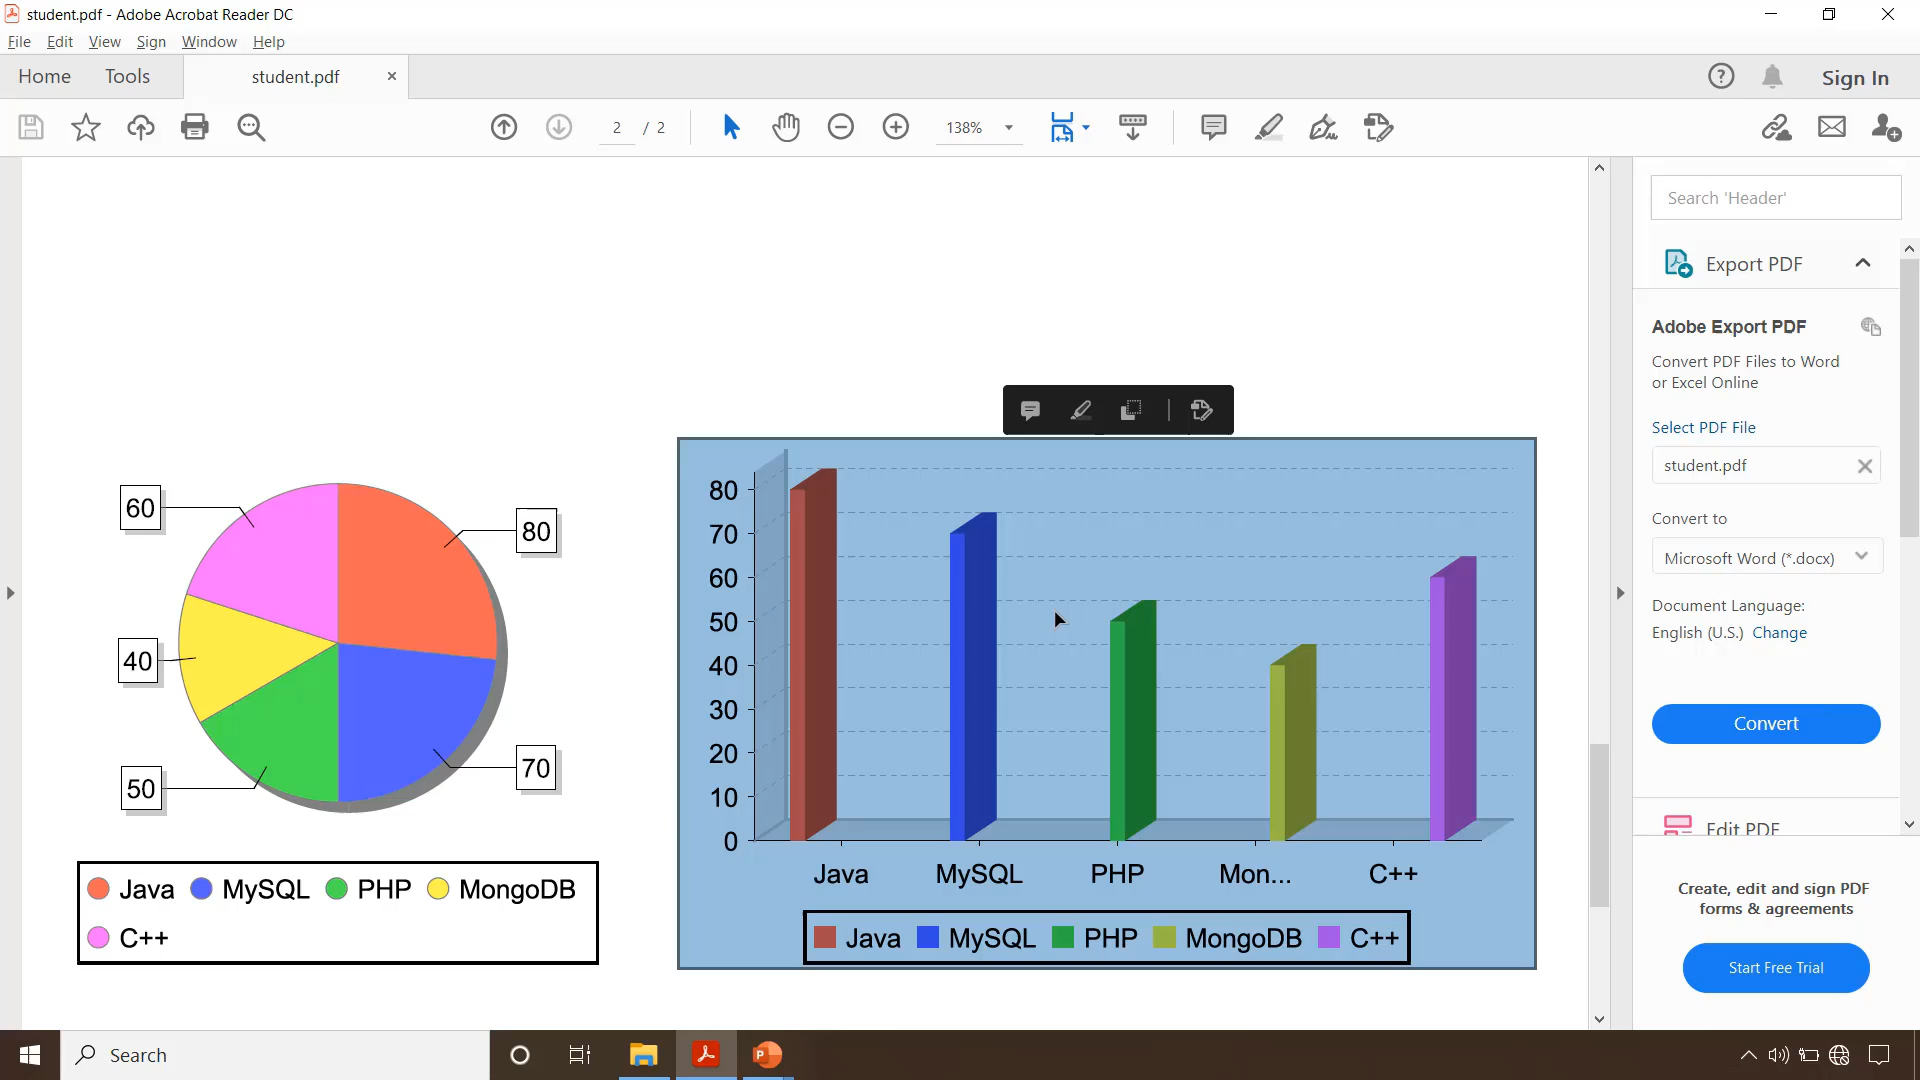 student.pdf - Adobe Acrobat Reader DC
File Edit View Sign Window Help
Home Tools student.pdf
Sign In
2 / 2
138%
Search 'Header'
Export PDF
Adobe Export PDF
Convert PDF Files to Word
or Excel Online
Select PDF File
student.pdf
Convert to
Microsoft Word (*.docx)
Document Language:
English (U.S.) Change
Convert
Edit PDF
Create, edit and sign PDF
forms & agreements
Start Free Trial
60
80
40
70
50
Java MySQL PHP MongoDB
C++
80
70
60
50
40
30
20
10
0
Java MySQL PHP Mon... C++
Java MySQL PHP MongoDB C++
Search